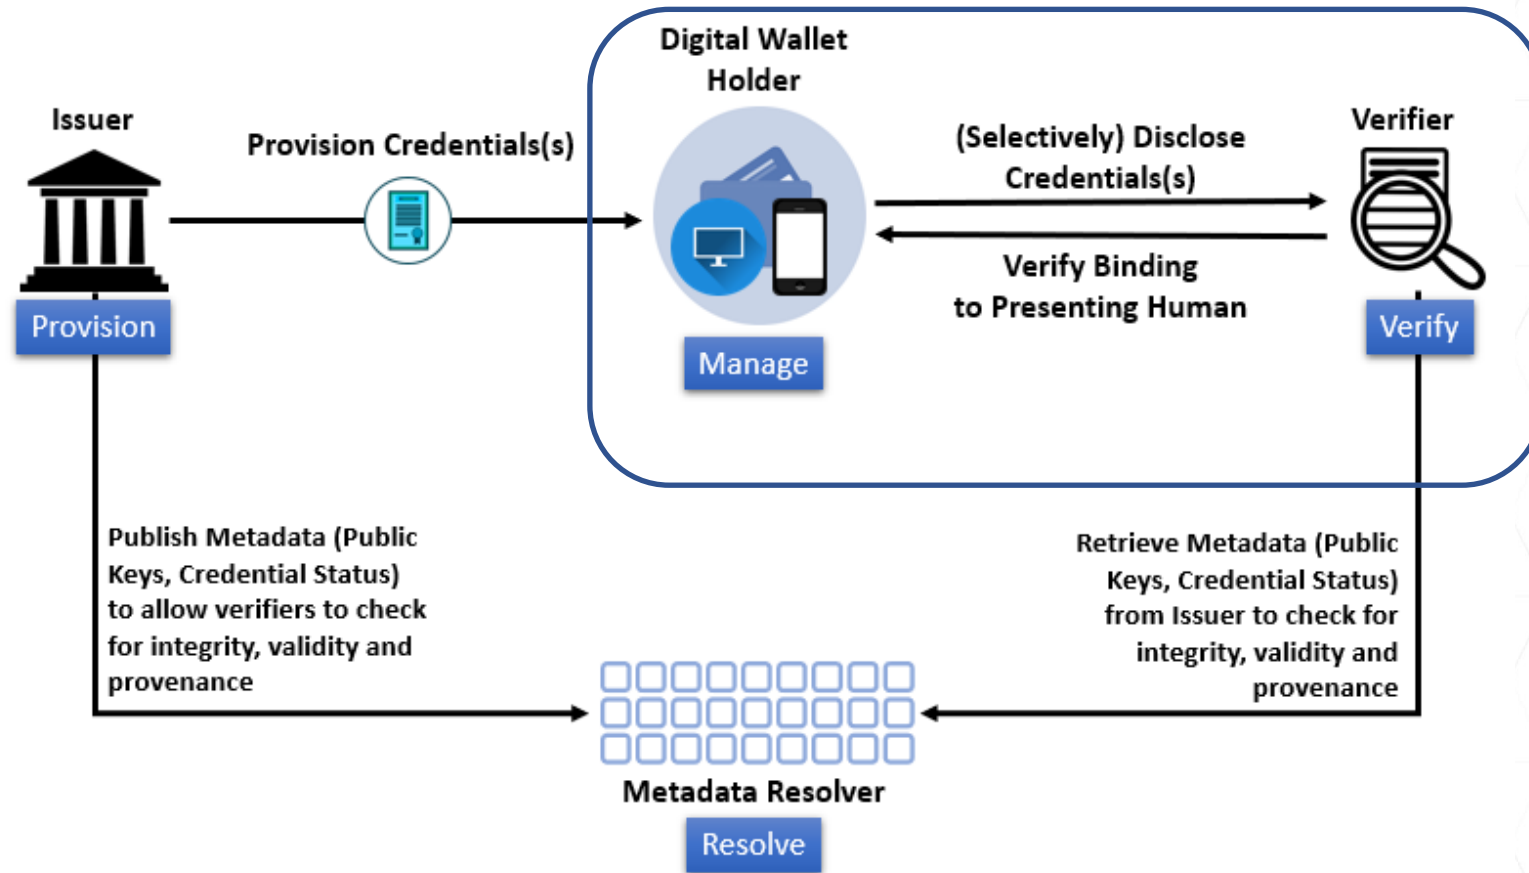 Digital Wallet
Holder
Issuer
Provision Credentials(s)
(Selectively) Disclose
Credentials(s)
Verifier
Verify Binding
to Presenting Human
Provision
Manage
Verify
Publish Metadata (Public
Keys, Credential Status)
to allow verifiers to check
for integrity, validity and
provenance
Retrieve Metadata (Public
Keys, Credential Status)
from Issuer to check for
integrity, validity and
provenance
Metadada Resolver
Resolve